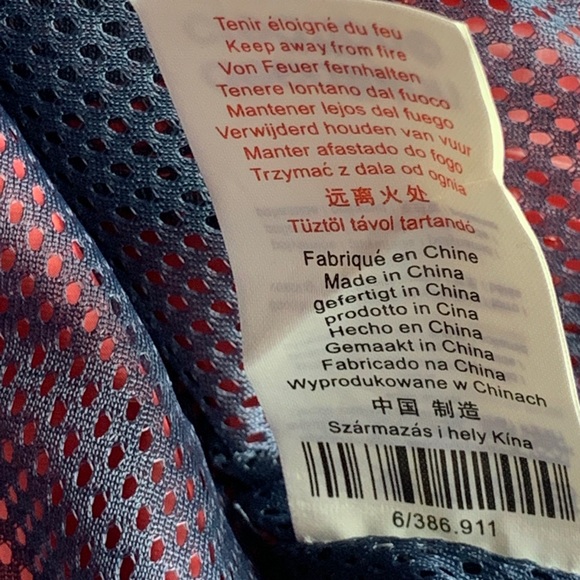 Tenir éloigné du feu
Keep away from fire
Von Feuer fernhalten
Tenere lontano dal fuoco
Mantener lejos del fuego
Verwijderd houden van vuur
Manter afastado do fogo
Trzymać z dala od ognia
远离火处
Tüztöl távol tartandó
Fabriqué en Chine
Made in China
gefertigt in China
prodotto in Cina
Hecho en China
Gemaakt in China
Fabricado na China
Wyprodukowane w Chinach
中国 制造
Származás i hely Kína
6/386.911